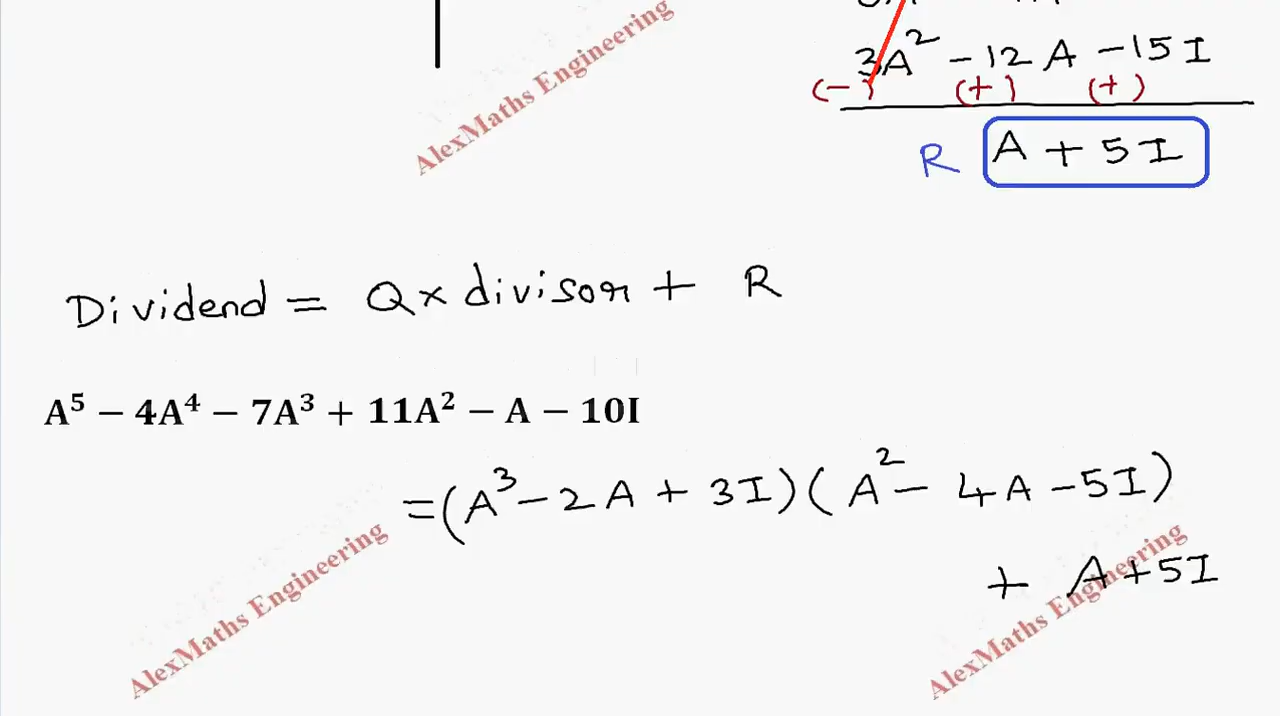 3A² - 12A - 15I
(-) (+) (+)
R A + 5I
AlexMaths Engineering
Dividend = Q× divisor + R
A⁵ − 4A⁴ − 7A³ + 11A² − A − 10I
=(A³ - 2A + 3I)(A² - 4A - 5I)
+ A+5I
AlexMaths Engineering
AlexMaths Engineering